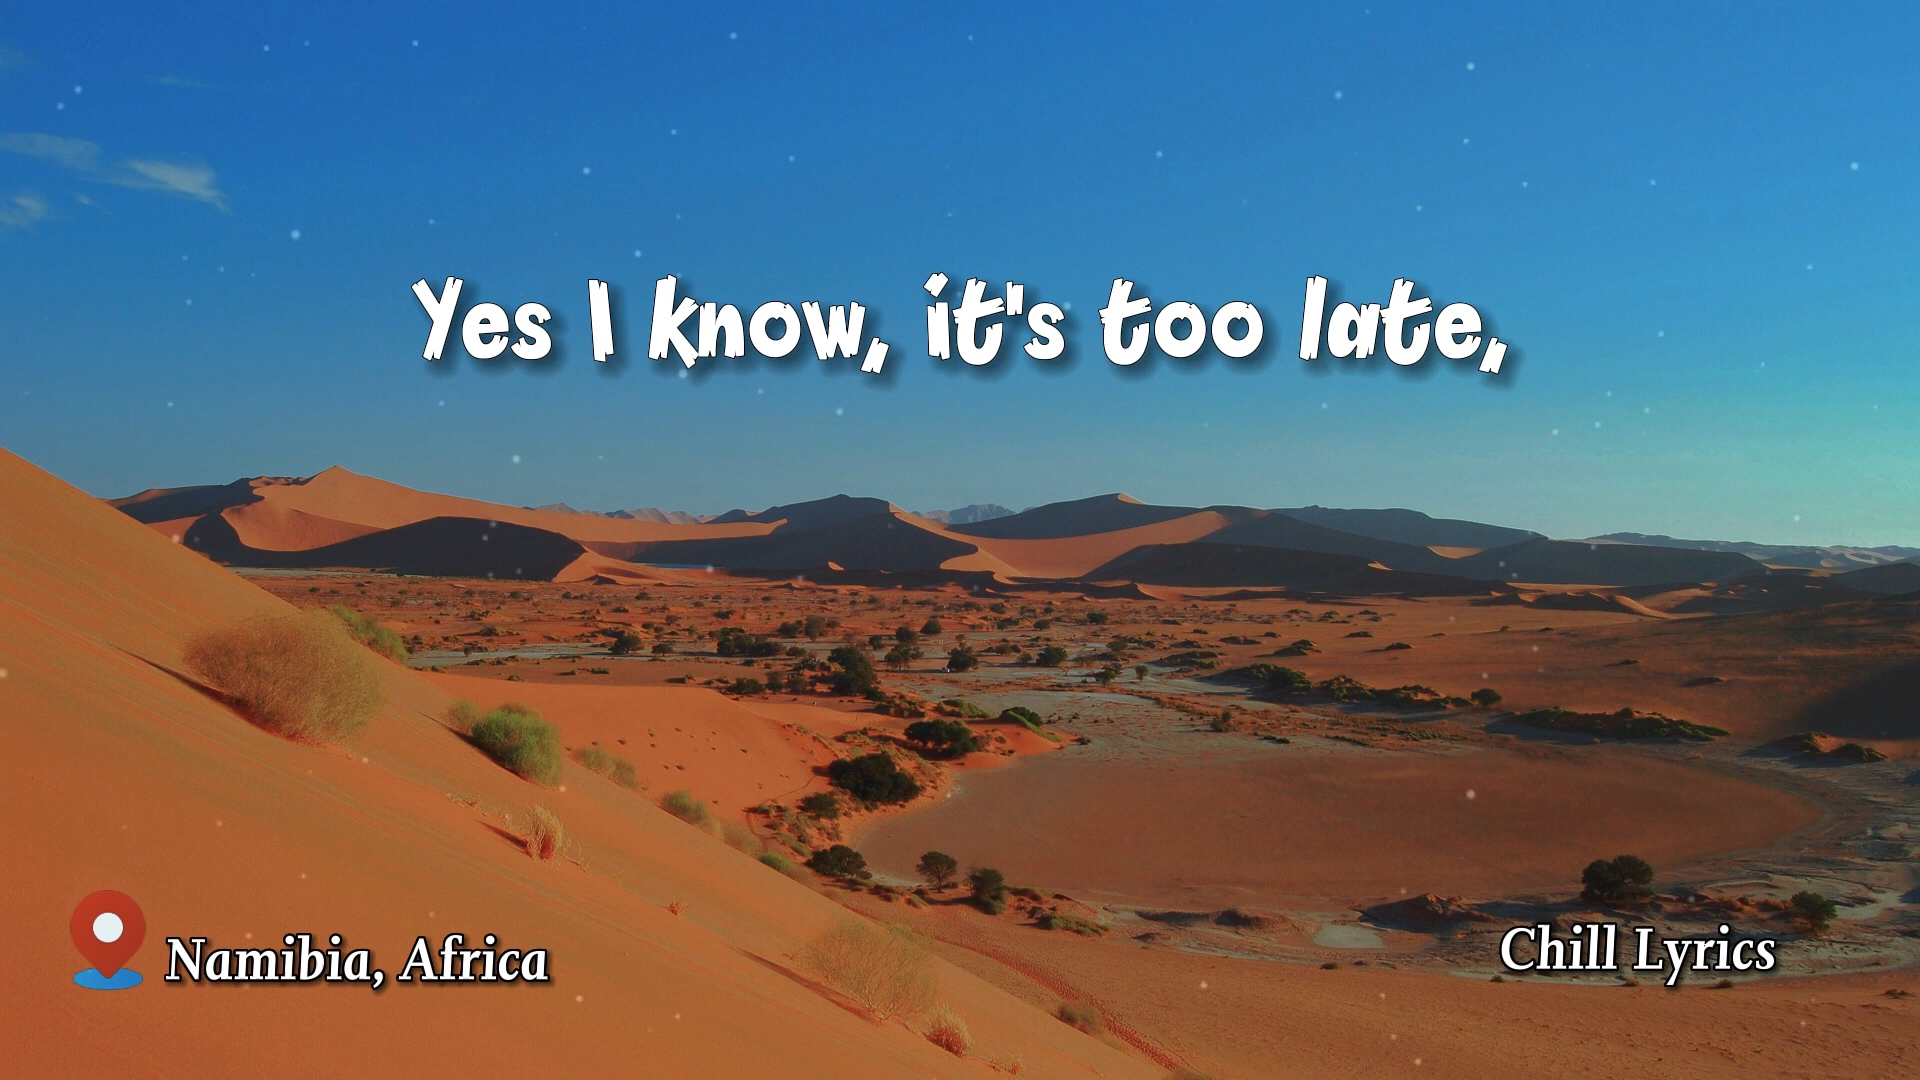 Yes I know, it's too late,
Namibia, Africa
Chill Lyrics